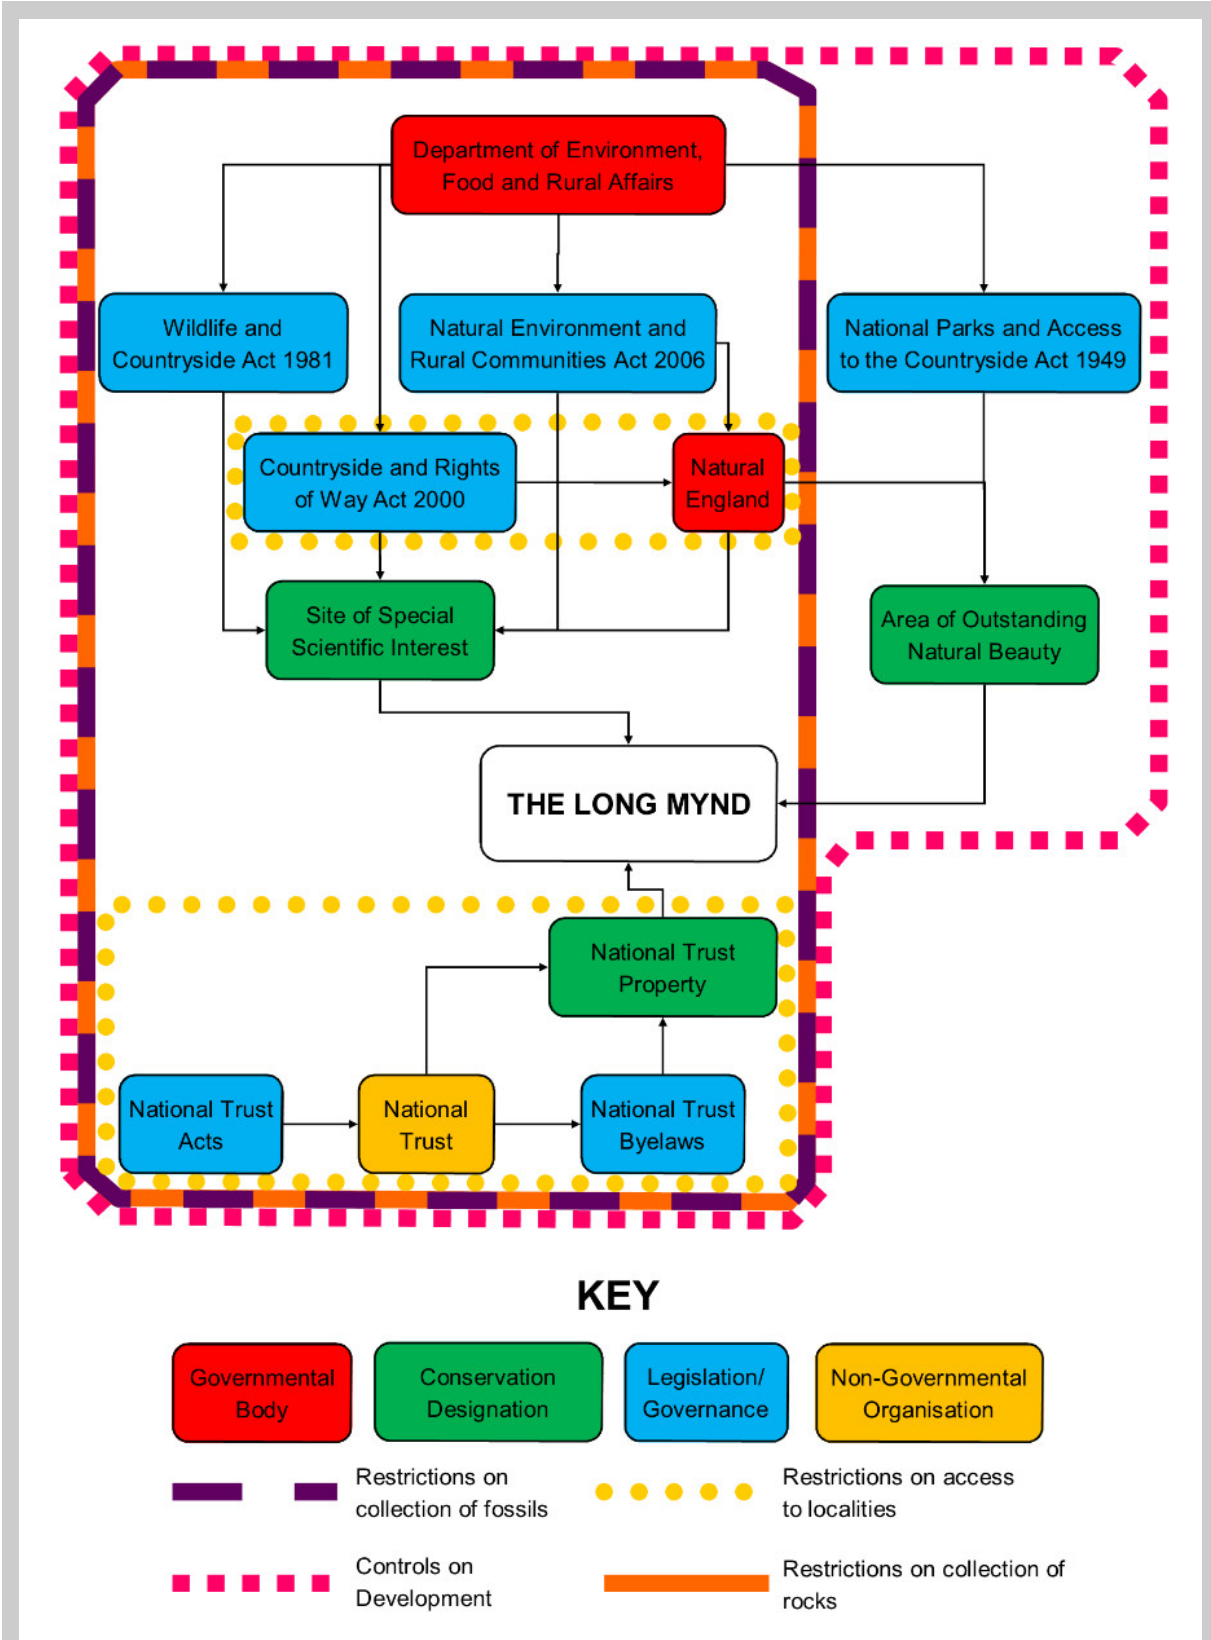 Department of Environment,
Food and Rural Affairs
Wildlife and
Countryside Act 1981
Natural Environment and
Rural Communities Act 2006
National Parks and Access
to the Countryside Act 1949
Countryside and Rights
of Way Act 2000
Natural
England
Site of Special
Scientific Interest
Area of Outstanding
Natural Beauty
THE LONG MYND
National Trust
Property
National Trust
Acts
National
Trust
National Trust
Byelaws
KEY
Governmental
Body
Conservation
Designation
Legislation/
Governance
Non-Governmental
Organisation
Restrictions on
collection of fossils
Restrictions on access
to localities
Controls on
Development
Restrictions on collection of
rocks